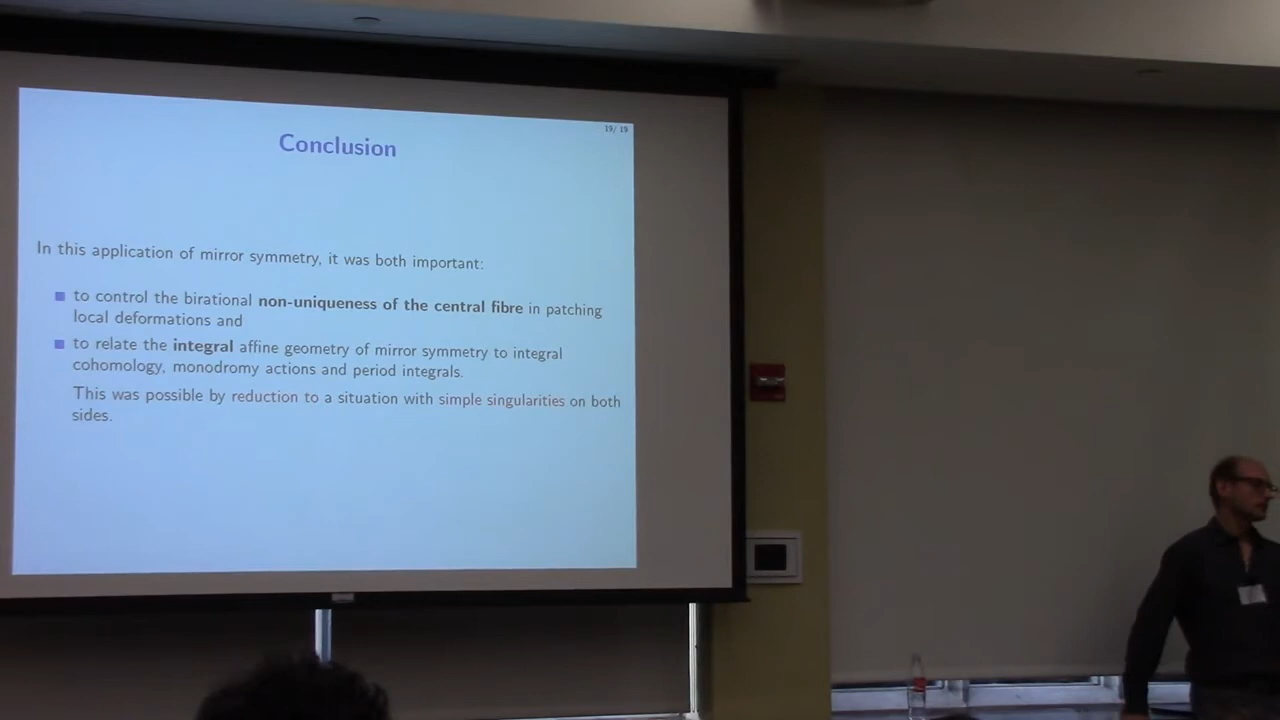 19/ 19
Conclusion
In this application of mirror symmetry, it was both important:
to control the birational non-uniqueness of the central fibre in patching
local deformations and
to relate the integral affine geometry of mirror symmetry to integral
cohomology, monodromy actions and period integrals.
This was possible by reduction to a situation with simple singularities on both
sides.